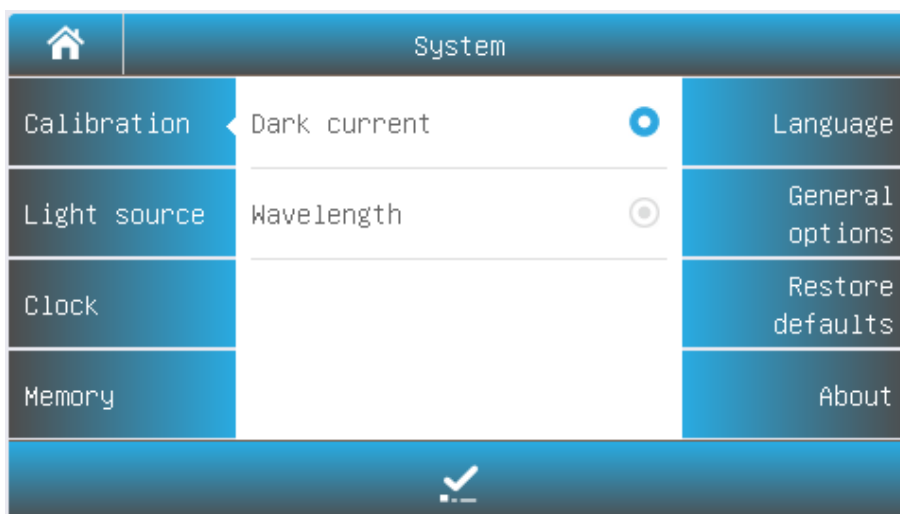 System
Calibration
Dark current
Language
Light source
Wavelength
General
options
Clock
Restore
defaults
Memory
About